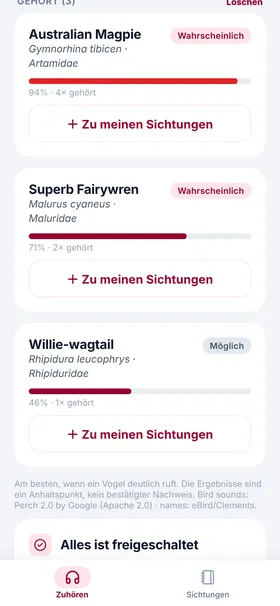 GEHÖRT (3) Löschen
Australian Magpie Wahrscheinlich
Gymnorhina tibicen ·
Artamidae
94% · 4× gehört
+ Zu meinen Sichtungen
Superb Fairywren Wahrscheinlich
Malurus cyaneus ·
Maluridae
71% · 2× gehört
+ Zu meinen Sichtungen
Willie-wagtail Möglich
Rhipidura leucophrys ·
Rhipiduridae
46% · 1× gehört
+ Zu meinen Sichtungen
Am besten, wenn ein Vogel deutlich ruft. Die Ergebnisse sind
ein Anhaltspunkt, kein bestätigter Nachweis. Bird sounds:
Perch 2.0 by Google (Apache 2.0) · names: eBird/Clements.
Alles ist freigeschaltet
Zuhören Sichtungen